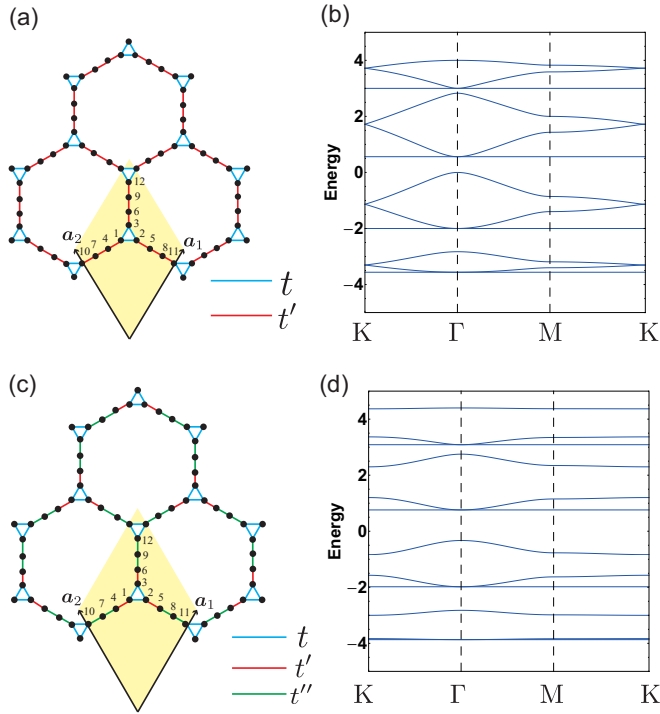 (a)
12
9
6
3
a2
10 7 4 1 2 5 8 11
a1
t
t′
(b)
Energy
4
2
0
−2
−4
K Γ M K
(c)
12
9
6
3
a2
10 7 4 1 2 5 8 11
a1
t
t′
t′′
(d)
Energy
4
2
0
−2
−4
K Γ M K